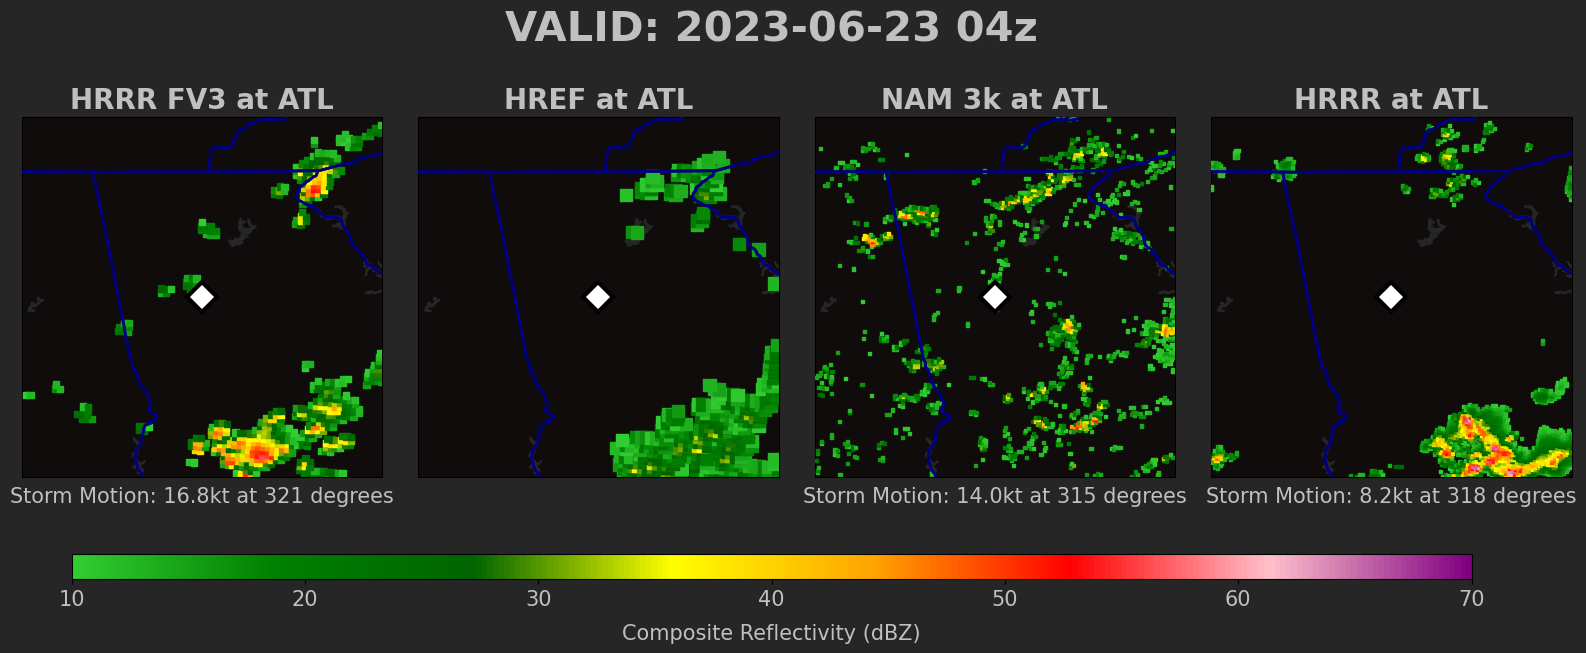 VALID: 2023-06-23 04z
HRRR FV3 at ATL
HREF at ATL
NAM 3k at ATL
HRRR at ATL
Storm Motion: 16.8kt at 321 degrees
Storm Motion: 14.0kt at 315 degrees
Storm Motion: 8.2kt at 318 degrees
10 20 30 40 50 60 70
Composite Reflectivity (dBZ)